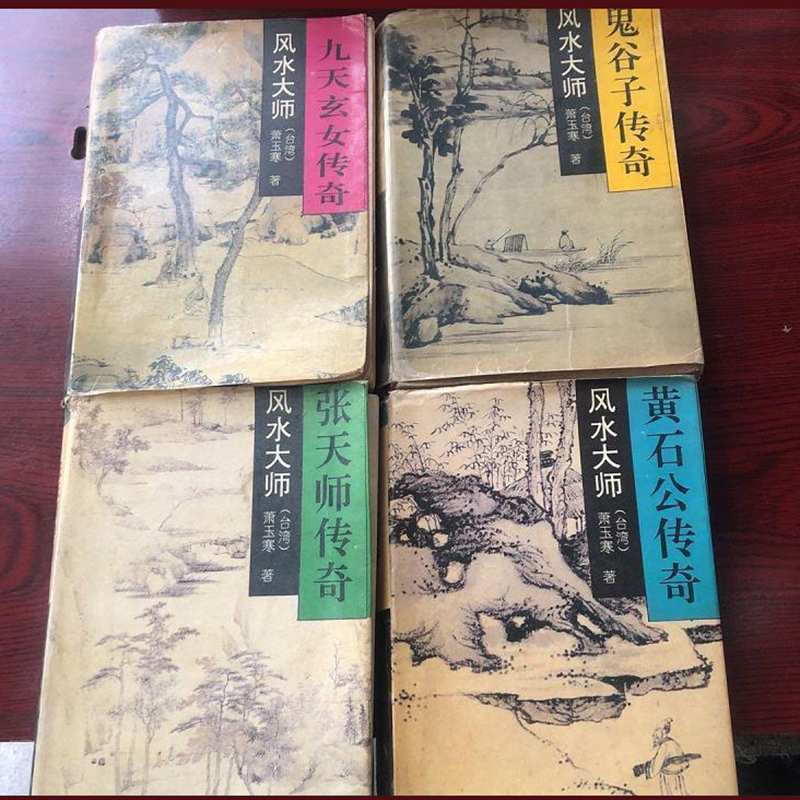 九天玄女传奇
风水大师
（台湾）
萧玉寒 著
鬼谷子传奇
风水大师
（台湾）
萧玉寒 著
张天师传奇
风水大师
（台湾）
萧玉寒 著
黄石公传奇
风水大师
（台湾）
萧玉寒 著